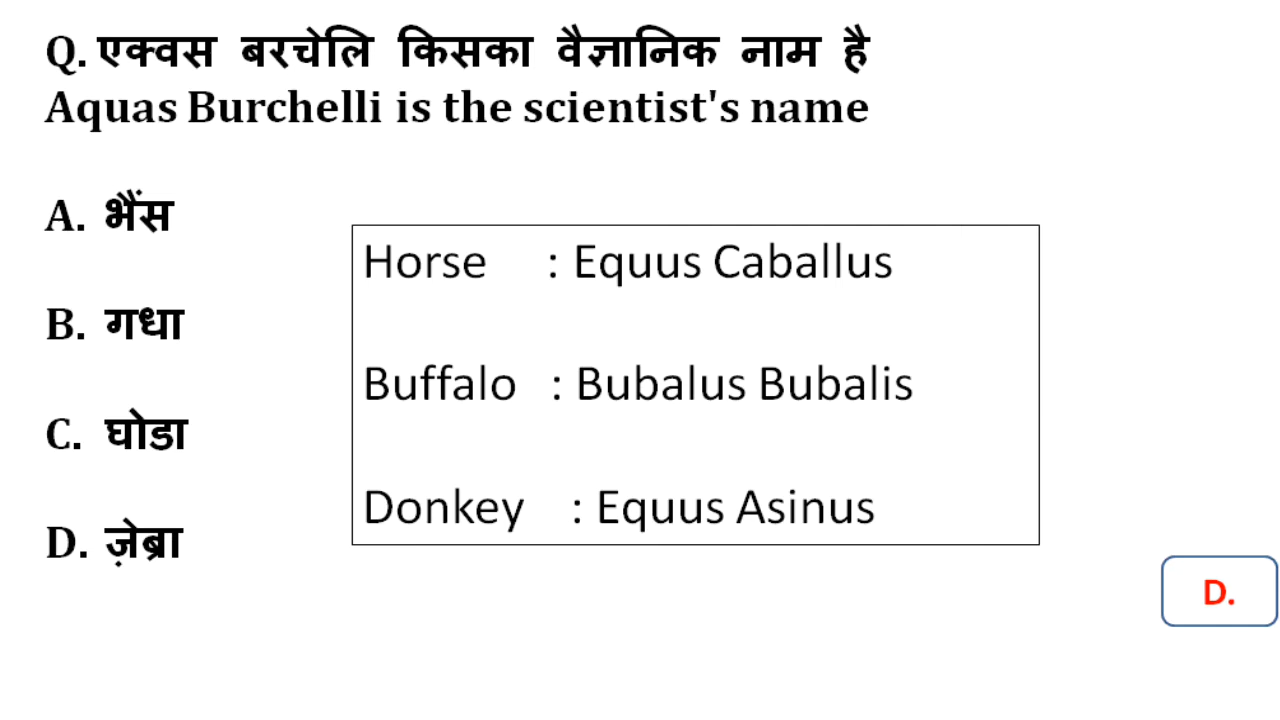 Q. एक्वस बरचेलि किसका वैज्ञानिक नाम है
Aquas Burchelli is the scientist's name
A. भैंस
B. गधा
C. घोडा
D. ज़ेब्रा
Horse : Equus Caballus
Buffalo : Bubalus Bubalis
Donkey : Equus Asinus
D.